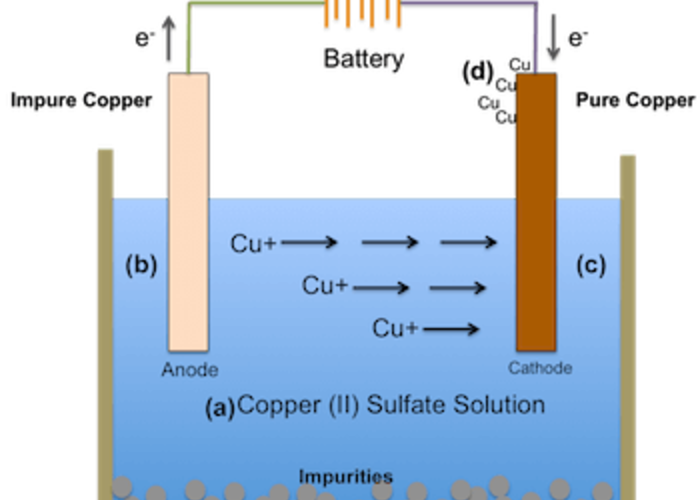 e-
e-
Battery
(d)
Cu
Cu
Cu
Cu
Impure Copper
Pure Copper
Cu+
(b)
(c)
Cu+
Cu+
Anode
Cathode
(a) Copper (II) Sulfate Solution
Impurities